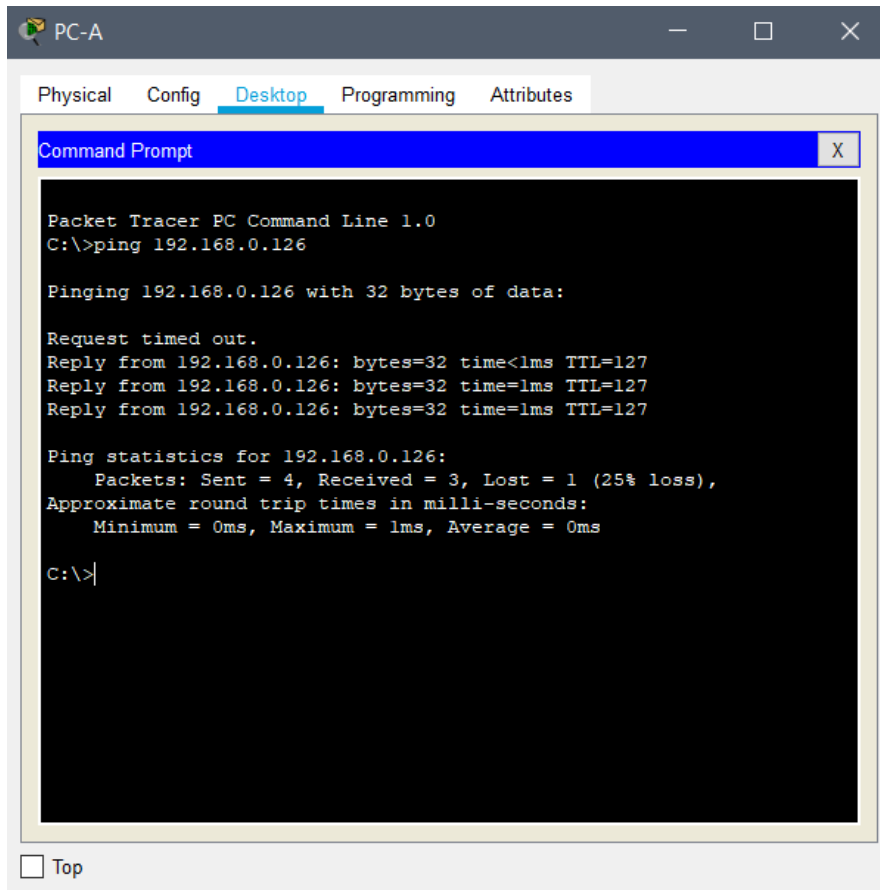 PC-A
Physical Config Desktop Programming Attributes
Command Prompt
X
Packet Tracer PC Command Line 1.0
C:\>ping 192.168.0.126
Pinging 192.168.0.126 with 32 bytes of data:
Request timed out.
Reply from 192.168.0.126: bytes=32 time<1ms TTL=127
Reply from 192.168.0.126: bytes=32 time=1ms TTL=127
Reply from 192.168.0.126: bytes=32 time=1ms TTL=127
Ping statistics for 192.168.0.126:
Packets: Sent = 4, Received = 3, Lost = 1 (25% loss),
Approximate round trip times in milli-seconds:
Minimum = 0ms, Maximum = 1ms, Average = 0ms
C:\>
Top